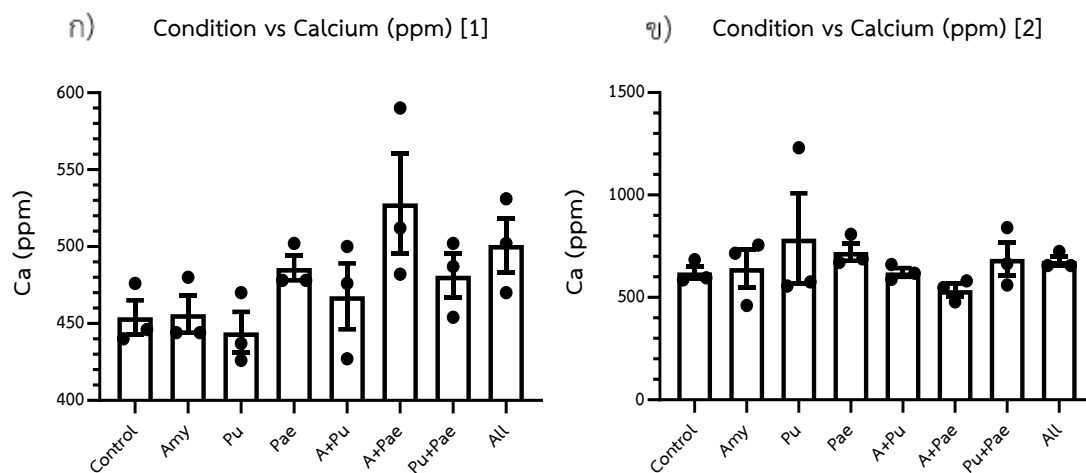 ก) Condition vs Calcium (ppm) [1]
600
550
500
450
400
Ca (ppm)
Control
Amy
Pu
Pae
A+Pu
A+Pae
Pu+Pae
All
ข) Condition vs Calcium (ppm) [2]
1500
1000
500
0
Ca (ppm)
Control
Amy
Pu
Pae
A+Pu
A+Pae
Pu+Pae
All